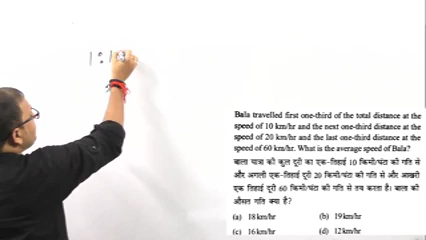 1 : 1
Bala travelled first one-third of the total distance at the
speed of 10 km/hr and the next one-third distance at the
speed of 20 km/hr and the last one-third distance at the
speed of 60 km/hr. What is the average speed of Bala?
बाला यात्रा की कुल दूरी का एक-तिहाई 10 किमी/घंटा की गति से
और अगली एक-तिहाई दूरी 20 किमी/घंटा की गति से और आखरी
एक तिहाई दूरी 60 किमी/घंटा की गति से तय करता है। बाला की
औसत गति क्या है?
(a) 18 km/hr (b) 19 km/hr
(c) 16 km/hr (d) 12 km/hr